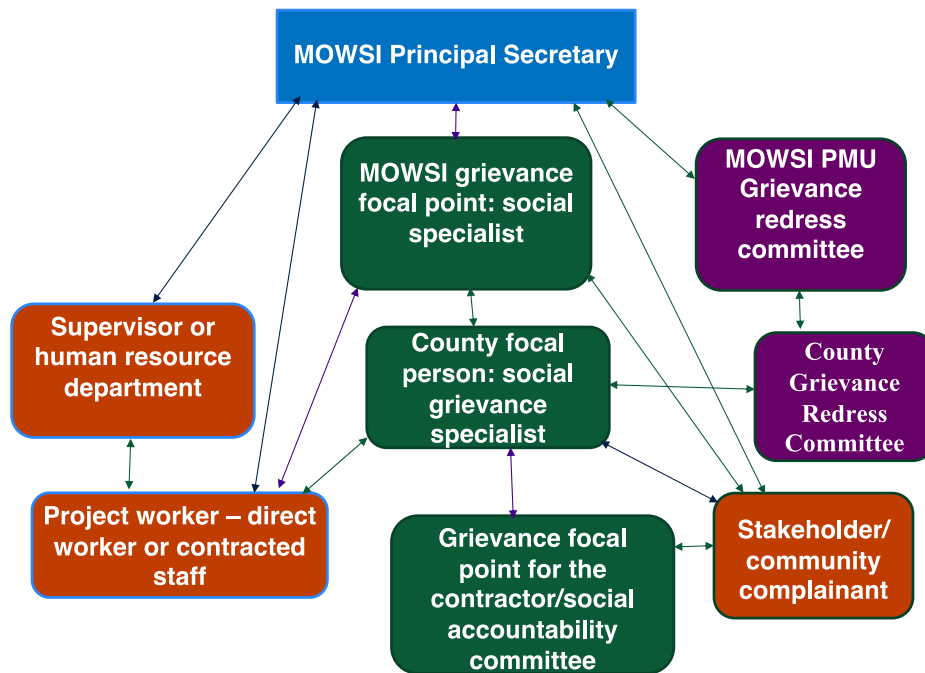 MOWSI Principal Secretary
MOWSI grievance
focal point: social
specialist
MOWSI PMU
Grievance
redress
committee
Supervisor or
human resource
department
County focal
person: social
grievance
specialist
County
Grievance
Redress
Committee
Project worker – direct
worker or contracted
staff
Grievance focal
point for the
contractor/social
accountability
committee
Stakeholder/
community
complainant